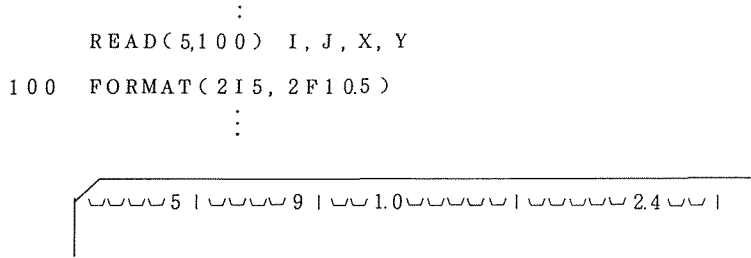 ⋮
READ(5,100) I, J, X, Y
100 FORMAT(2I5, 2F10.5)
⋮
␣␣␣␣5|␣␣␣␣9|␣␣1.0␣␣␣␣␣|␣␣␣␣␣2.4␣␣|